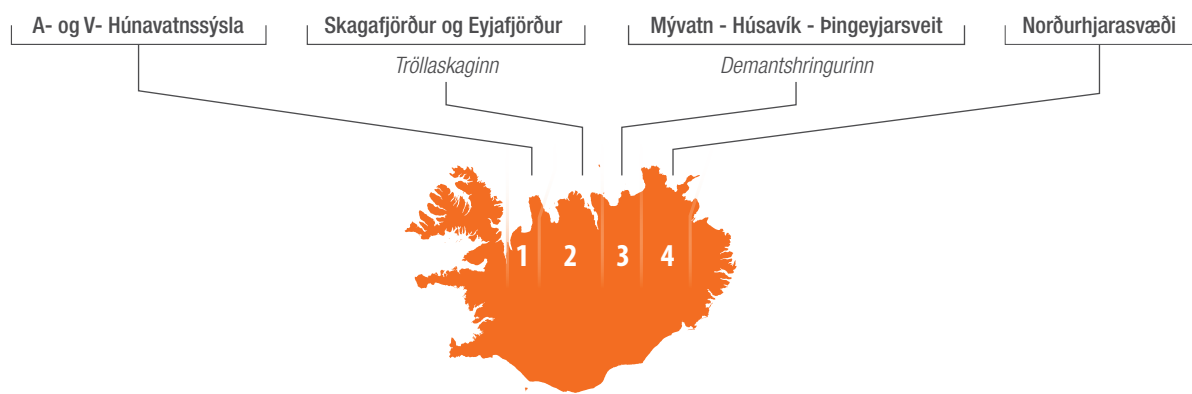 A- og V- Húnavatnssýsla
Skagafjörður og Eyjafjörður
Mývatn - Húsavík - Þingeyjarsveit
Norðurhjarasvæði
Tröllaskaginn
Demantshringurinn
1 2 3 4